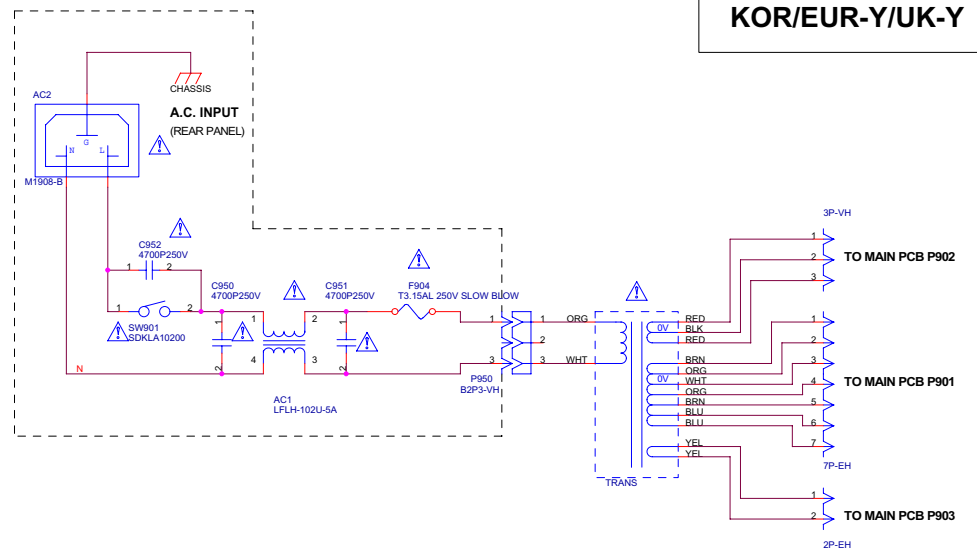 KOR/EUR-Y/UK-Y
CHASSIS
A.C. INPUT
(REAR PANEL)
AC2
G
N
L
M1908-B
C952
4700P250V
1
2
1
2
SW901
SDKLA10200
C950
4700P250V
1
2
N
1
2
4
3
AC1
LFLH-102U-5A
C951
4700P250V
1
2
F904
T3.15AL 250V SLOW BLOW
1
3
1
2
3
P950
B2P3-VH
ORG
WHT
TRANS
0V
0V
RED
BLK
RED
BRN
ORG
WHT
ORG
BRN
BLU
BLU
YEL
YEL
3P-VH
1
2
3
TO MAIN PCB P902
1
2
3
4
5
6
7
TO MAIN PCB P901
7P-EH
1
2
TO MAIN PCB P903
2P-EH